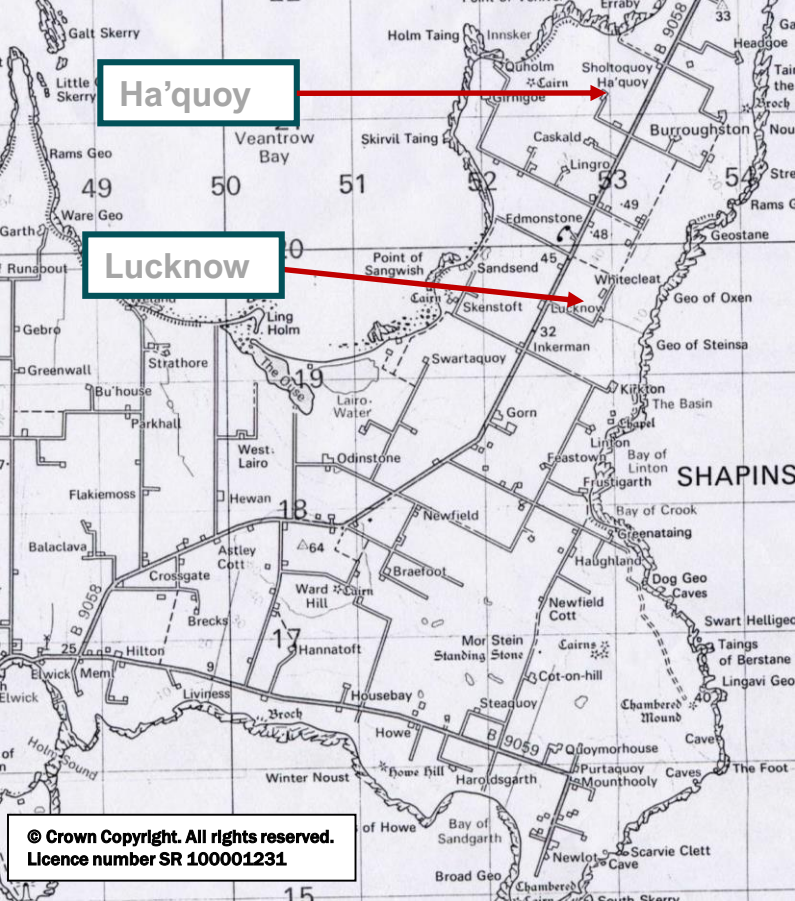 Galt Skerry
Holm Taing
Innsker
Erraby
B 9058
33
Headgoe
Little
Skerry
Ha'quoy
Quholm
Cairn
Girnigoe
Sholtoquoy
Ha'quoy
Broch
Veantrow
Bay
Skirvil Taing
Caskald
Burroughston
Rams Geo
Lingro
49
50
51
52
53
54
Ware Geo
Garth
Edmonstone
49
48
Geostane
Runabout
Lucknow
20
Point of
Sangwish
45
Sandsend
Cairn
Whitecleat
Skenstoft
Lucknow
Geo of Oxen
Gebro
Ling
Holm
32
Inkerman
Geo of Steinsa
Strathore
Swartaquoy
Greenwall
The Ouse
19
Bu'house
Lairo
Water
Kirkton
The Basin
Parkhall
Gorn
Chapel
Linton
West
Lairo
Odinstone
Feastown
Bay of
Linton
SHAPINS
Flakiemoss
Hewan
Frustigarth
18
Newfield
Bay of Crook
Balaclava
Astley
Cott
64
Greenataing
Crossgate
Braefoot
Haughland
Ward
Hill
Cairn
Dog Geo
Caves
B 9058
Brecks
Newfield
Cott
Swart Helligeo
17
Hannatoft
Mor Stein
Standing Stone
Cairns
Taings
of Berstane
25
Hilton
9
Elwick
Mem
Cot-on-hill
Lingavi Geo
Elwick
Liviness
Housebay
Steaquoy
Chambered
Mound
40
Broch
Howe
B 9059
Cave
Holm Sound
Quoymorhouse
Winter Noust
Howe Hill
Haroldsgarth
Purtaquoy
Mounthooly
Caves
The Foot
© Crown Copyright. All rights reserved.
Licence number SR 100001231
of Howe
Bay of
Sandgarth
Newlot
Scarvie Clett
Cave
Broad Geo
Chambered
Cairn
South Skerry
15